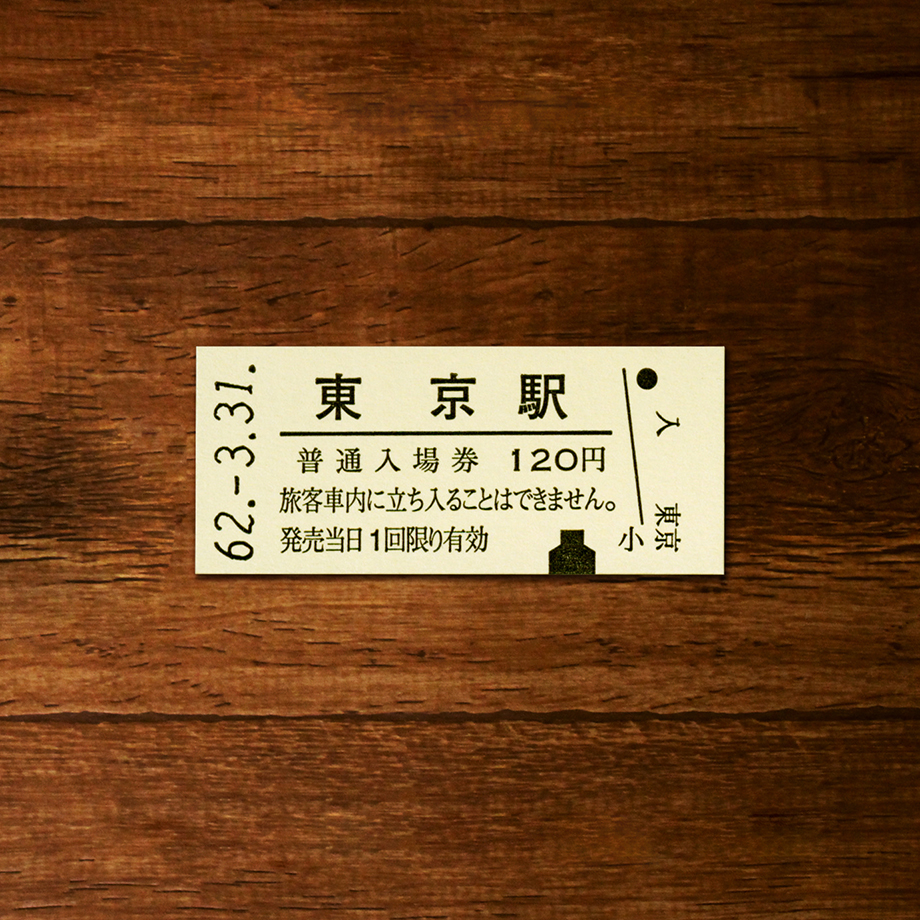 62.-3.31.
東京駅
普通入場券 120円
旅客車内に立ち入ることはできません。
発売当日1回限り有効
小
入 東京